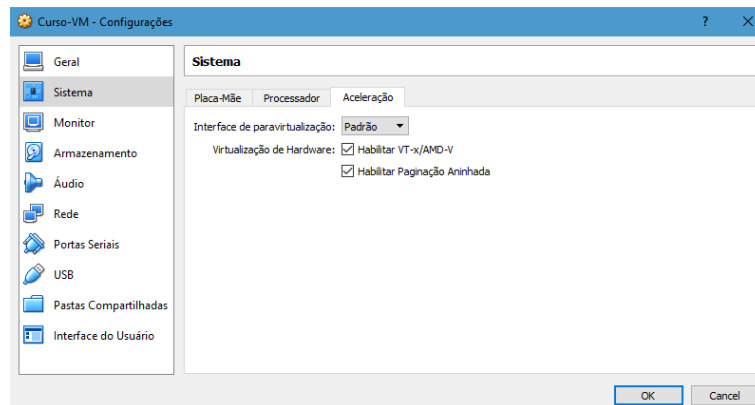 Curso-VM - Configurações
?
Geral
Sistema
Monitor
Armazenamento
Áudio
Rede
Portas Seriais
USB
Pastas Compartilhadas
Interface do Usuário
Sistema
Placa-Mãe Processador Aceleração
Interface de paravirtualização: Padrão
Virtualização de Hardware: Habilitar VT-x/AMD-V
Habilitar Paginação Aninhada
OK Cancel